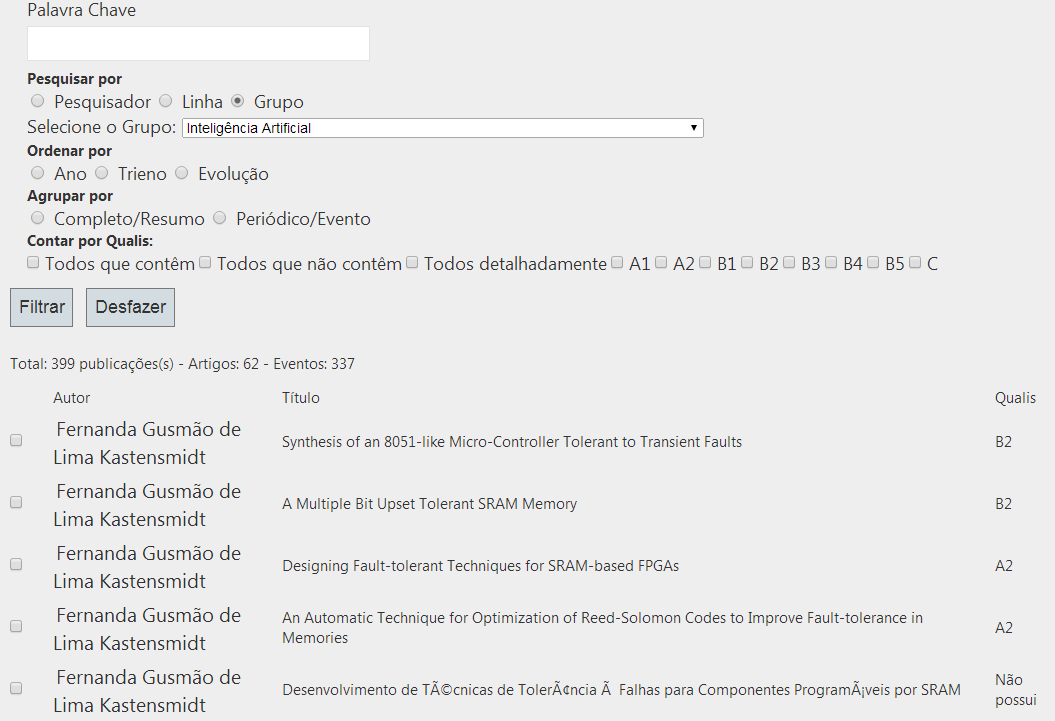 Palavra Chave
Pesquisar por
Pesquisador Linha Grupo
Selecione o Grupo: Inteligência Artificial
Ordenar por
Ano Trieno Evolução
Agrupar por
Completo/Resumo Periódico/Evento
Contar por Qualis:
Todos que contêm Todos que não contêm Todos detalhadamente A1 A2 B1 B2 B3 B4 B5 C
Filtrar Desfazer
Total: 399 publicações(s) - Artigos: 62 - Eventos: 337
Autor Título Qualis
Fernanda Gusmão de
Lima Kastensmidt
Synthesis of an 8051-like Micro-Controller Tolerant to Transient Faults
B2
Fernanda Gusmão de
Lima Kastensmidt
A Multiple Bit Upset Tolerant SRAM Memory
B2
Fernanda Gusmão de
Lima Kastensmidt
Designing Fault-tolerant Techniques for SRAM-based FPGAs
A2
Fernanda Gusmão de
Lima Kastensmidt
An Automatic Technique for Optimization of Reed-Solomon Codes to Improve Fault-tolerance in
Memories
A2
Fernanda Gusmão de
Lima Kastensmidt
Desenvolvimento de TÃ©cnicas de TolerÃ¢ncia Ã Falhas para Componentes ProgramÃ¡veis por SRAM
Não
possui